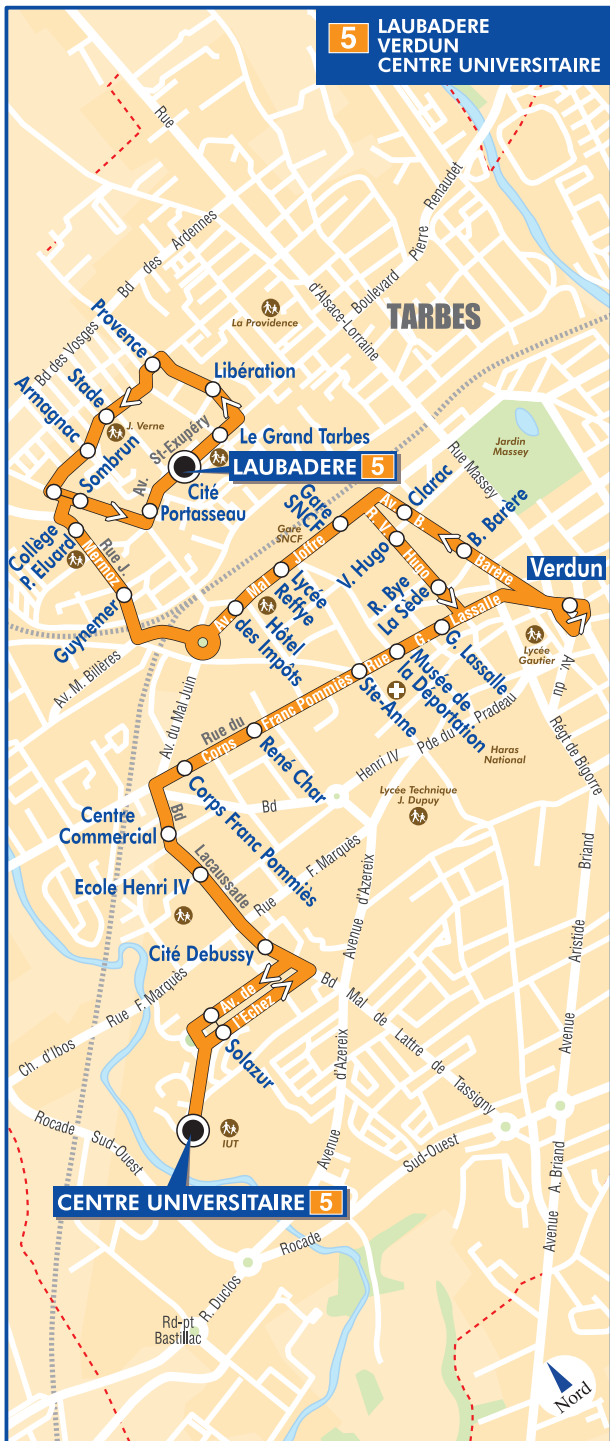 5 LAUBADERE
VERDUN
CENTRE UNIVERSITAIRE
Rue
d'Alsace-Lorraine
Boulevard Pierre Renaudet
Bd des Ardennes
Bd des Vosges
La Providence
TARBES
Provence
Libération
Stade
Armagnac
J. Verne
Sombrun
Av. St-Exupéry
Le Grand Tarbes
LAUBADERE 5
Cité
Portasseau
Jardin
Massey
Rue Massey
Gare
SNCF
Gare
SNCF
Clarac
Av. B. Barère
B. Barère
R. V. Hugo
V. Hugo
R. Bye
La Sède
Verdun
Collège
P. Eluard
Rue J.
Mermoz
Guynemer
Av. Mal Joffre
Lycée
Reffye
Hôtel
des Impôts
Rue G. Lassalle
G. Lassalle
Musée de
la Déportation
Ste-Anne
Lycée
Gautier
Av. du
Régt de Bigorre
Av. M. Billères
Av. du Mal Juin
Rue du
Corps Franc Pommiès
René Char
Corps Franc Pommiès
Bd Henri IV
Pde du Pradeau
Haras
National
Lycée Technique
J. Dupuy
Centre
Commercial
Bd
Lacaussade
Ecole Henri IV
Rue F. Marquès
Avenue d'Azereix
Avenue Aristide Briand
Cité Debussy
Rue F. Marquès
Ch. d'Ibos
Av. de
l'Echez
Solazur
Bd Mal de Lattre de Tassigny
IUT
Rocade Sud-Ouest
Avenue d'Azereix
Sud-Ouest
Rocade
CENTRE UNIVERSITAIRE 5
Avenue A. Briand
R. Duclos
Rd-pt
Bastillac
Nord